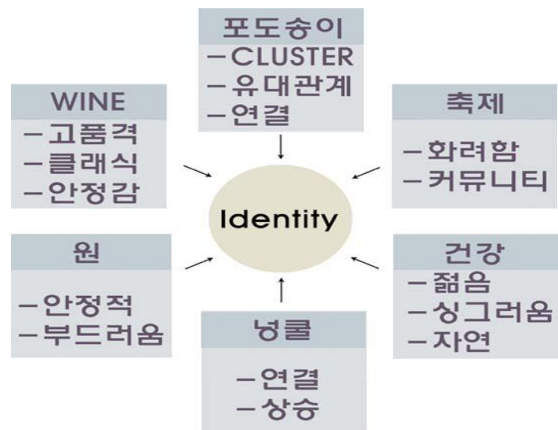 포도송이
–CLUSTER
–유대관계
–연결
WINE
–고품격
–클래식
–안정감
축제
–화려함
–커뮤니티
Identity
원
–안정적
–부드러움
건강
–젊음
–싱그러움
–자연
넝쿨
–연결
–상승